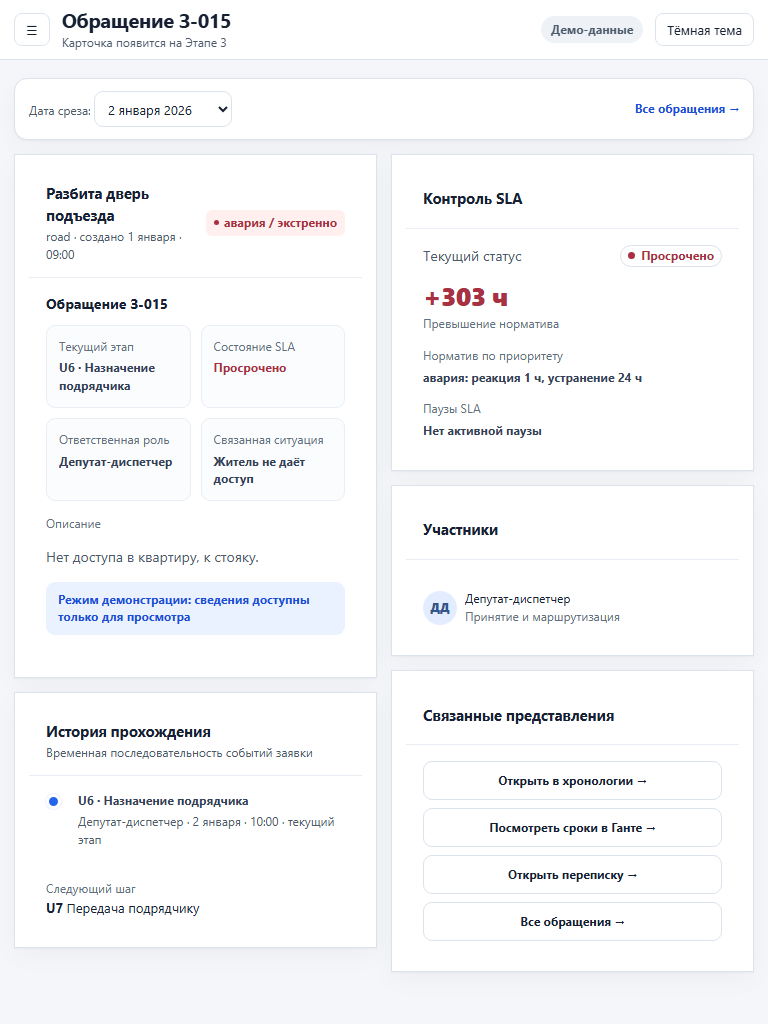 ☰
Обращение 3-015
Карточка появится на Этапе 3
Демо-данные
Тёмная тема
Дата среза:
2 января 2026
Все обращения →
Разбита дверь
подъезда
road · создано 1 января ·
09:00
авария / экстренно
Обращение 3-015
Текущий этап
U6 · Назначение
подрядчика
Состояние SLA
Просрочено
Ответственная роль
Депутат-диспетчер
Связанная ситуация
Житель не даёт
доступ
Описание
Нет доступа в квартиру, к стояку.
Режим демонстрации: сведения доступны
только для просмотра
История прохождения
Временная последовательность событий заявки
U6 · Назначение подрядчика
Депутат-диспетчер · 2 января · 10:00 · текущий
этап
Следующий шаг
U7 Передача подрядчику
Контроль SLA
Текущий статус
Просрочено
+303 ч
Превышение норматива
Норматив по приоритету
авария: реакция 1 ч, устранение 24 ч
Паузы SLA
Нет активной паузы
Участники
ДД
Депутат-диспетчер
Принятие и маршрутизация
Связанные представления
Открыть в хронологии →
Посмотреть сроки в Ганте →
Открыть переписку →
Все обращения →